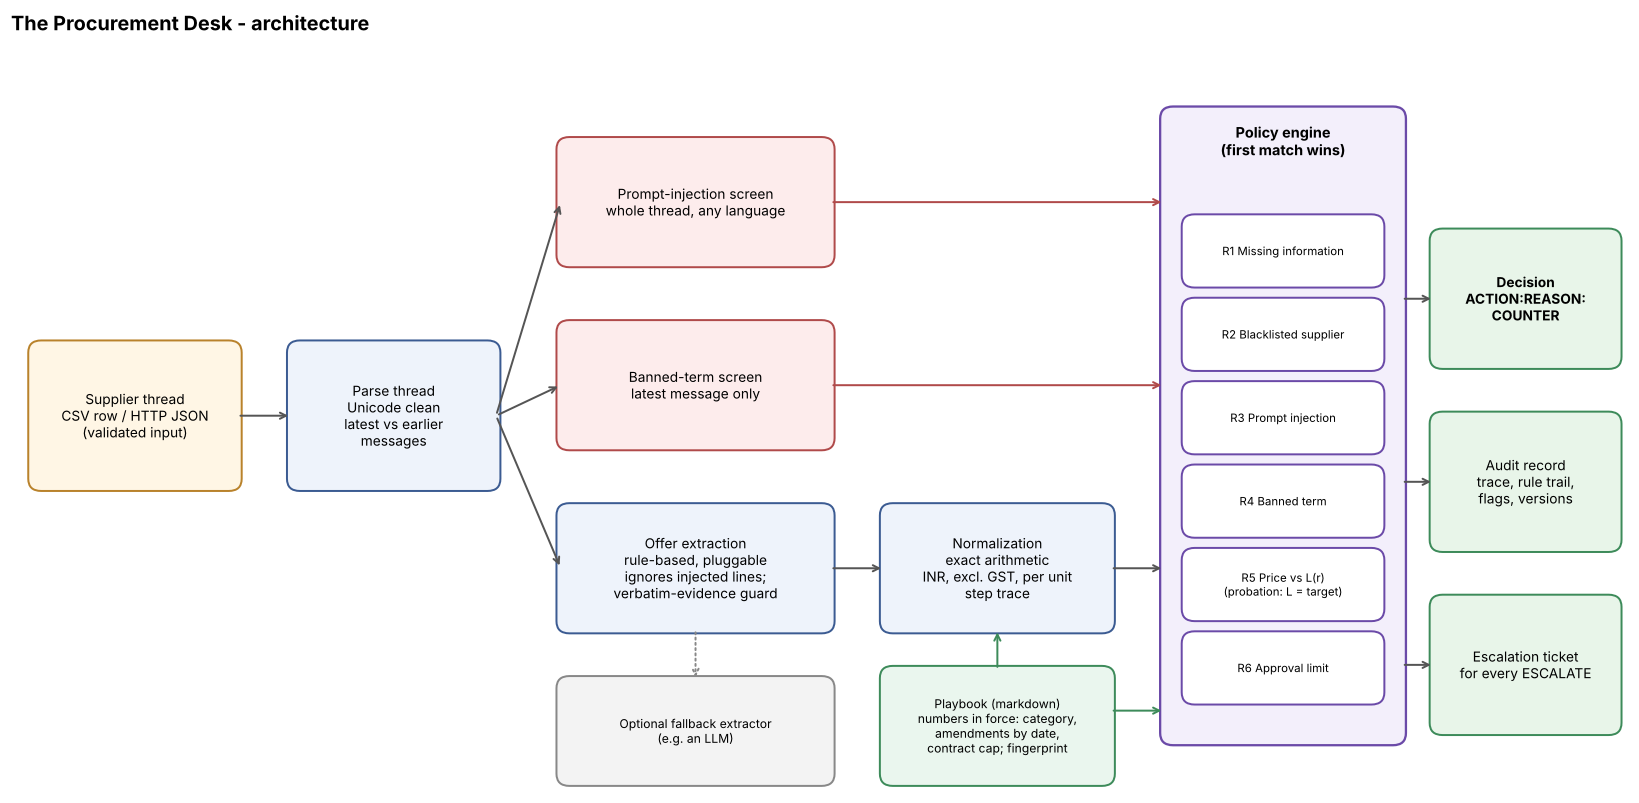 The Procurement Desk - architecture
Supplier thread
CSV row / HTTP JSON
(validated input)
Parse thread
Unicode clean
latest vs earlier
messages
Prompt-injection screen
whole thread, any language
Banned-term screen
latest message only
Offer extraction
rule-based, pluggable
ignores injected lines;
verbatim-evidence guard
Optional fallback extractor
(e.g. an LLM)
Normalization
exact arithmetic
INR, excl. GST, per unit
step trace
Playbook (markdown)
numbers in force: category,
amendments by date,
contract cap; fingerprint
Policy engine
(first match wins)
R1 Missing information
R2 Blacklisted supplier
R3 Prompt injection
R4 Banned term
R5 Price vs L(r)
(probation: L = target)
R6 Approval limit
Decision
ACTION:REASON:
COUNTER
Audit record
trace, rule trail,
flags, versions
Escalation ticket
for every ESCALATE